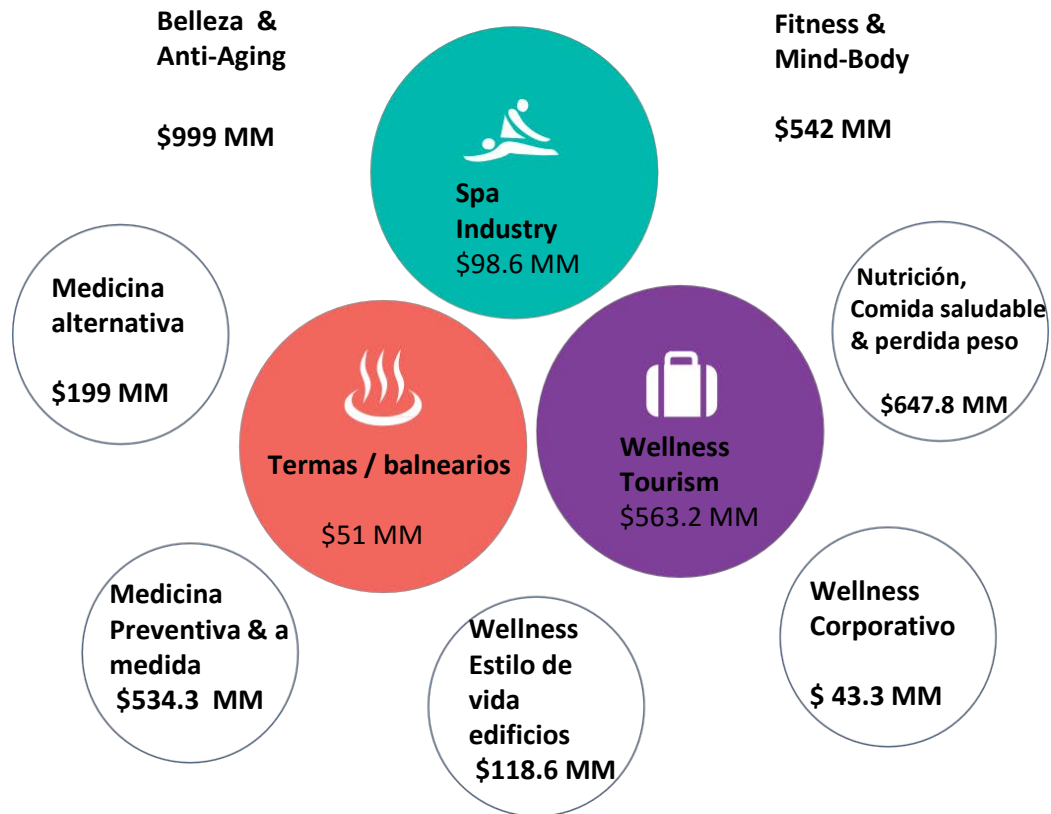 Belleza &
Anti-Aging
$999 MM
Fitness &
Mind-Body
$542 MM
Spa
Industry
$98.6 MM
Medicina
alternativa
$199 MM
Nutrición,
Comida saludable
& perdida peso
$647.8 MM
Termas / balnearios
$51 MM
Wellness
Tourism
$563.2 MM
Medicina
Preventiva & a
medida
$534.3 MM
Wellness
Estilo de
vida
edificios
$118.6 MM
Wellness
Corporativo
$ 43.3 MM